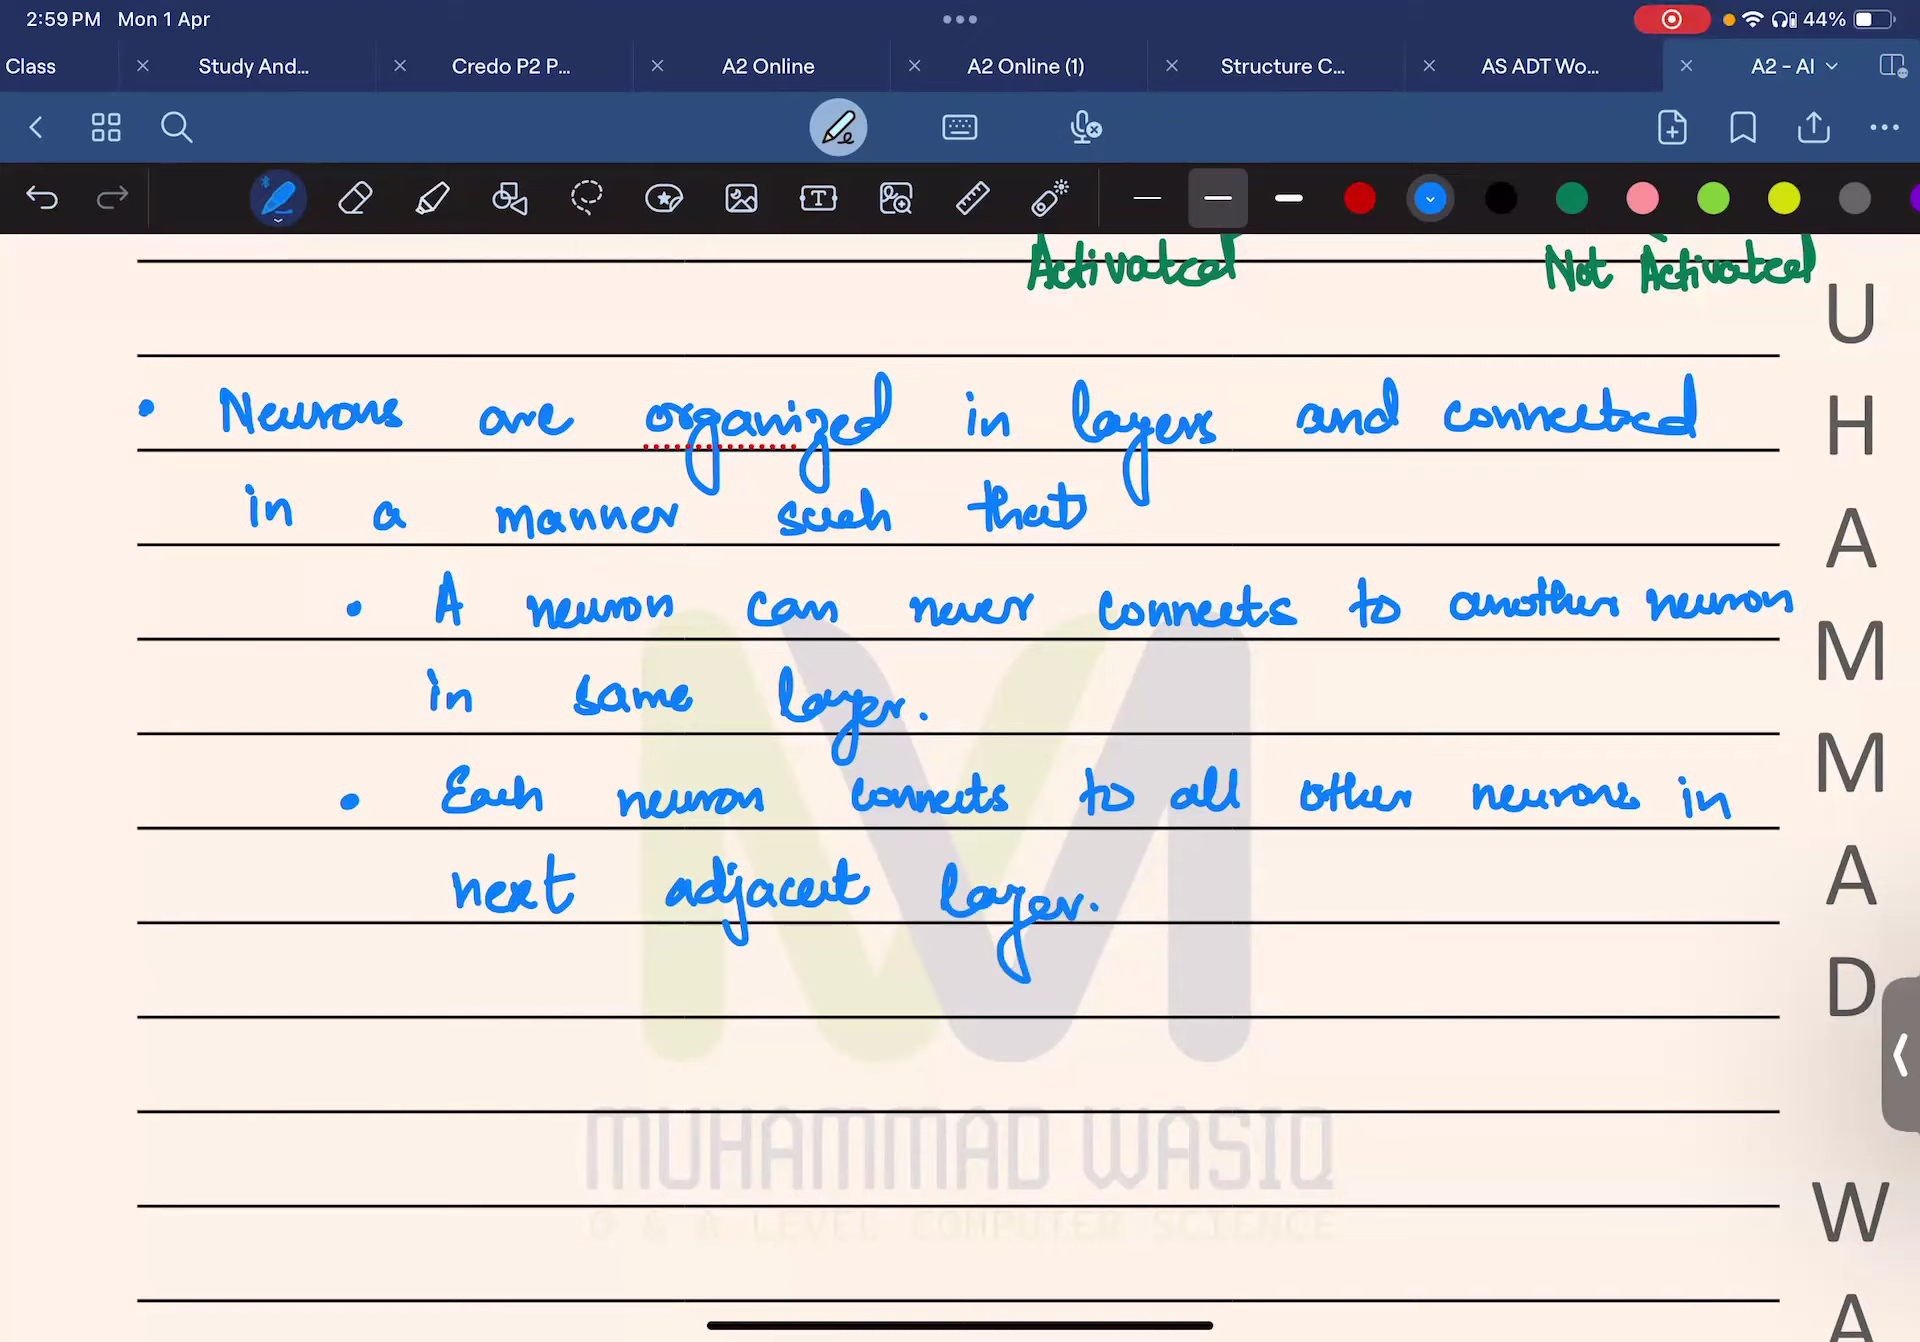 2:59 PM Mon 1 Apr
44%
Class
Study And...
Credo P2 P...
A2 Online
A2 Online (1)
Structure C...
AS ADT Wo...
A2 - AI
Activated
Not Activated
• Neurons are organized in layers and connected
in a manner such that
• A neuron can never connects to another neuron
in same layer.
• Each neuron connects to all other neurons in
next adjacent layer.
MUHAMMAD WASIQ
O & A LEVEL COMPUTER SCIENCE
U
H
A
M
M
A
D
W
A